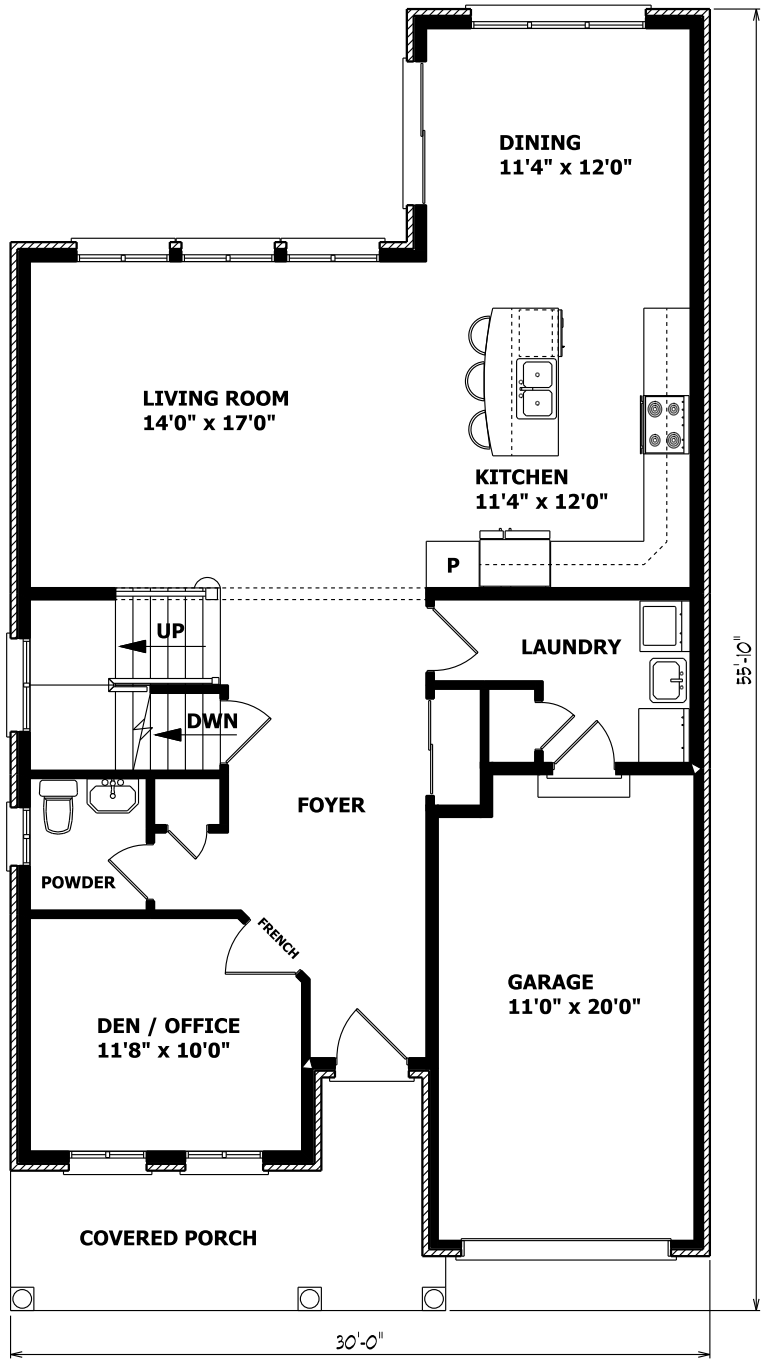 DINING
11'4" x 12'0"
LIVING ROOM
14'0" x 17'0"
KITCHEN
11'4" x 12'0"
P
UP
LAUNDRY
55'-10"
DWN
FOYER
POWDER
FRENCH
GARAGE
11'0" x 20'0"
DEN / OFFICE
11'8" x 10'0"
COVERED PORCH
30'-0"